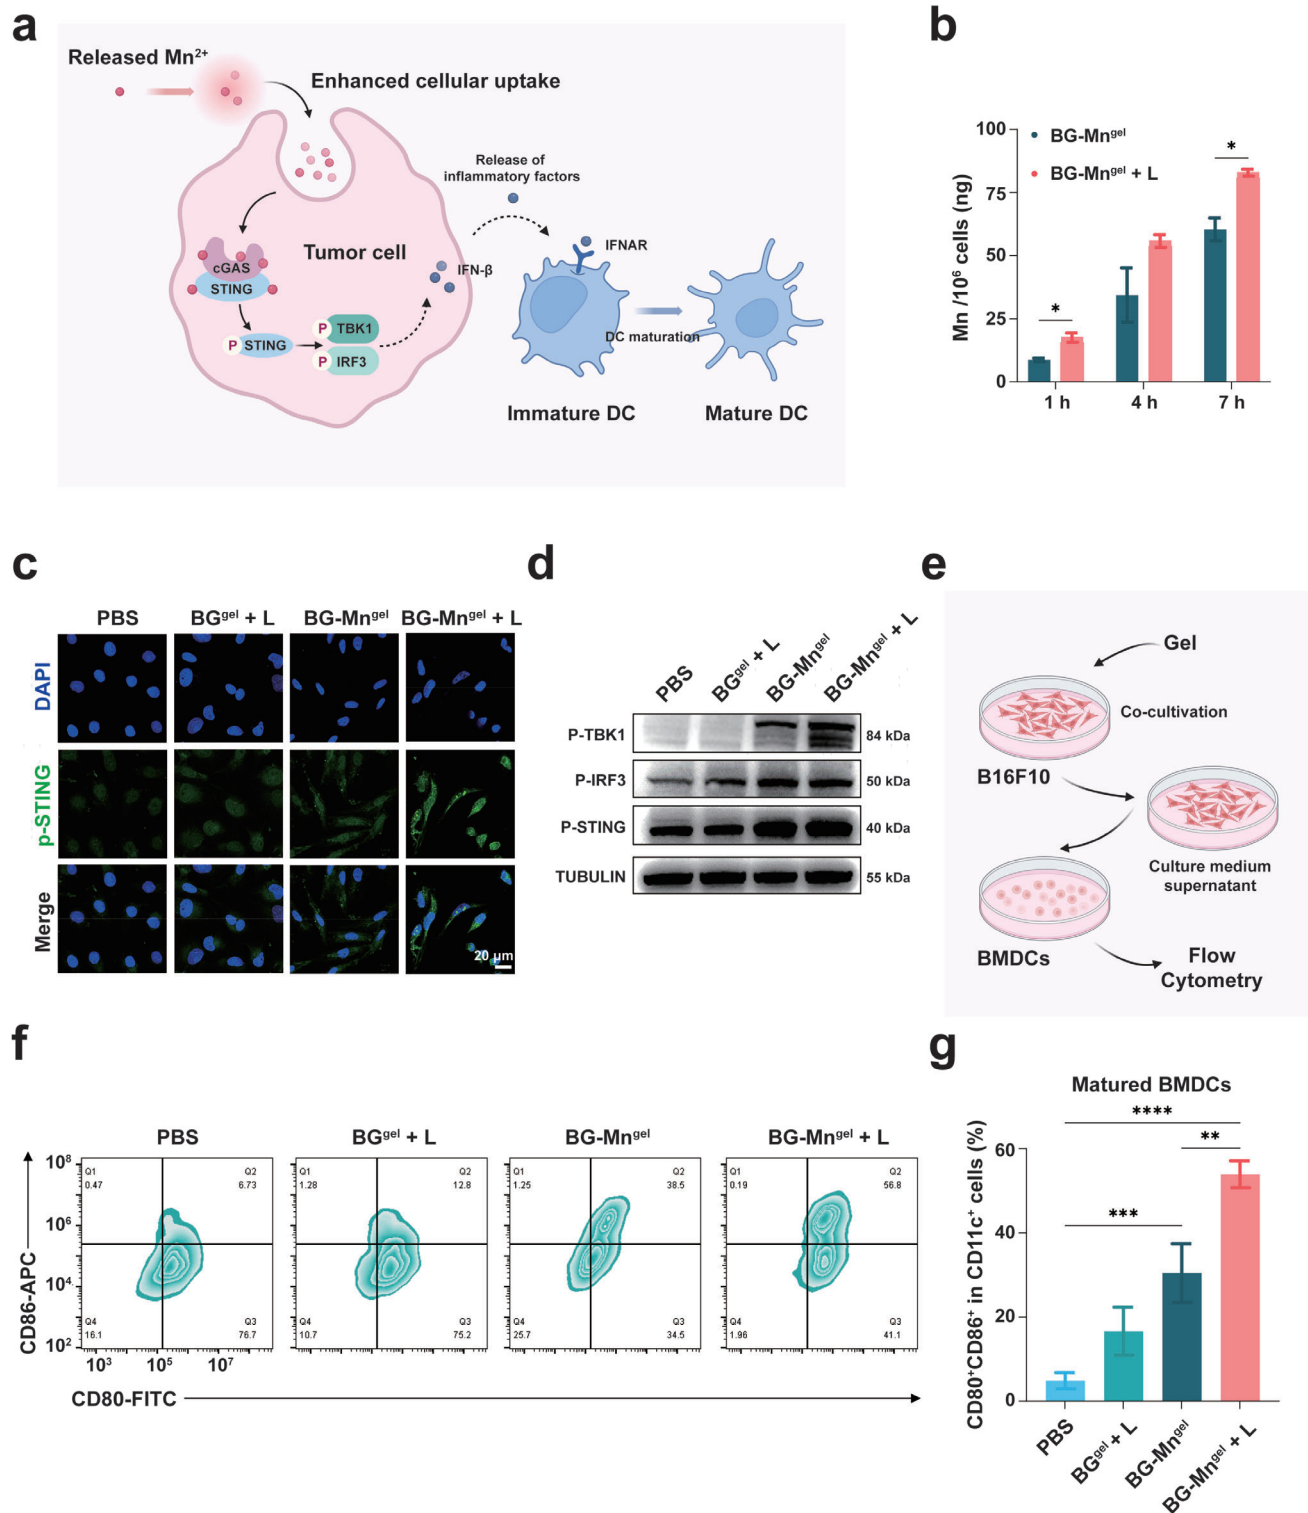 a
Released Mn²⁺
Enhanced cellular uptake
Release of
inflammatory factors
Tumor cell
cGAS
STING
P STING
P TBK1
P IRF3
IFN-β
IFNAR
DC maturation
Immature DC
Mature DC
b
Mn /10⁶ cells (ng)
100
75
50
25
0
BG-Mnᵍᵉˡ
BG-Mnᵍᵉˡ + L
*
*
1 h
4 h
7 h
c
PBS
BGᵍᵉˡ + L
BG-Mnᵍᵉˡ
BG-Mnᵍᵉˡ + L
DAPI
p-STING
Merge
20 μm
d
PBS
BGᵍᵉˡ + L
BG-Mnᵍᵉˡ
BG-Mnᵍᵉˡ + L
P-TBK1
84 kDa
P-IRF3
50 kDa
P-STING
40 kDa
TUBULIN
55 kDa
e
Gel
Co-cultivation
B16F10
Culture medium
supernatant
BMDCs
Flow
Cytometry
f
PBS
BGᵍᵉˡ + L
BG-Mnᵍᵉˡ
BG-Mnᵍᵉˡ + L
CD86-APC
10⁸
10⁶
10⁴
10²
Q1
0.47
Q2
6.73
Q4
16.1
Q3
76.7
Q1
1.28
Q2
12.8
Q4
10.7
Q3
75.2
Q1
1.25
Q2
38.5
Q4
25.7
Q3
34.5
Q1
0.19
Q2
56.8
Q4
1.96
Q3
41.1
10³
10⁵
10⁷
CD80-FITC
g
Matured BMDCs
CD80⁺CD86⁺ in CD11c⁺ cells (%)
60
40
20
0
****
**
***
PBS
BGᵍᵉˡ + L
BG-Mnᵍᵉˡ
BG-Mnᵍᵉˡ + L